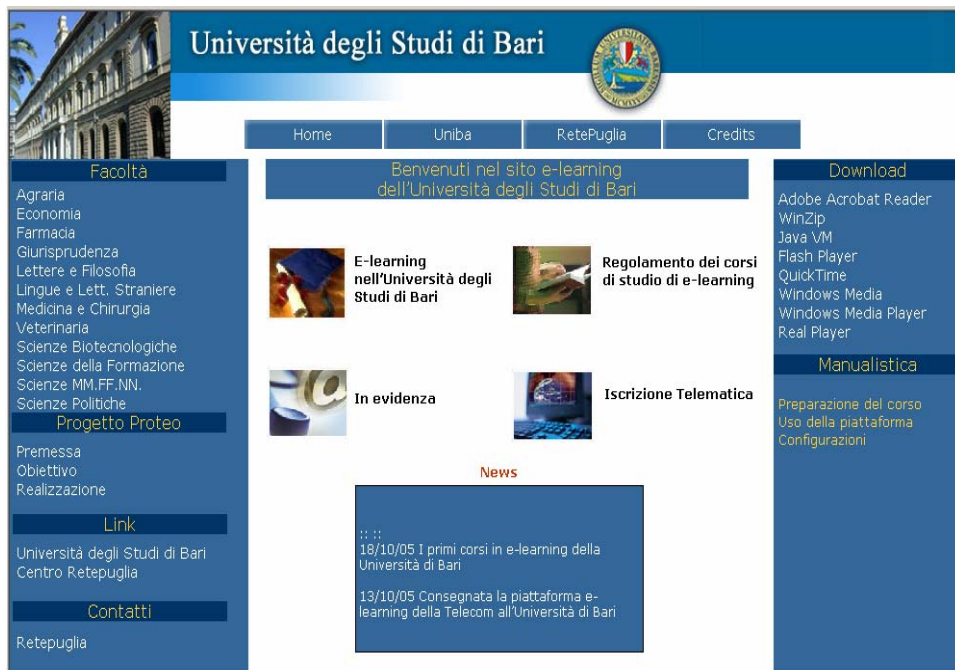 Università degli Studi di Bari
Home
Uniba
RetePuglia
Credits
Facoltà
Agraria
Economia
Farmacia
Giurisprudenza
Lettere e Filosofia
Lingue e Lett. Straniere
Medicina e Chirurgia
Veterinaria
Scienze Biotecnologiche
Scienze della Formazione
Scienze MM.FF.NN.
Scienze Politiche
Progetto Proteo
Premessa
Obiettivo
Realizzazione
Link
Università degli Studi di Bari
Centro Retepuglia
Contatti
Retepuglia
Benvenuti nel sito e-learning
dell'Università degli Studi di Bari
E-learning
nell'Università degli
Studi di Bari
Regolamento dei corsi
di studio di e-learning
In evidenza
Iscrizione Telematica
News
:: ::
18/10/05 I primi corsi in e-learning della
Università di Bari
13/10/05 Consegnata la piattaforma e-
learning della Telecom all'Università di Bari
Download
Adobe Acrobat Reader
WinZip
Java VM
Flash Player
QuickTime
Windows Media
Windows Media Player
Real Player
Manualistica
Preparazione del corso
Uso della piattaforma
Configurazioni